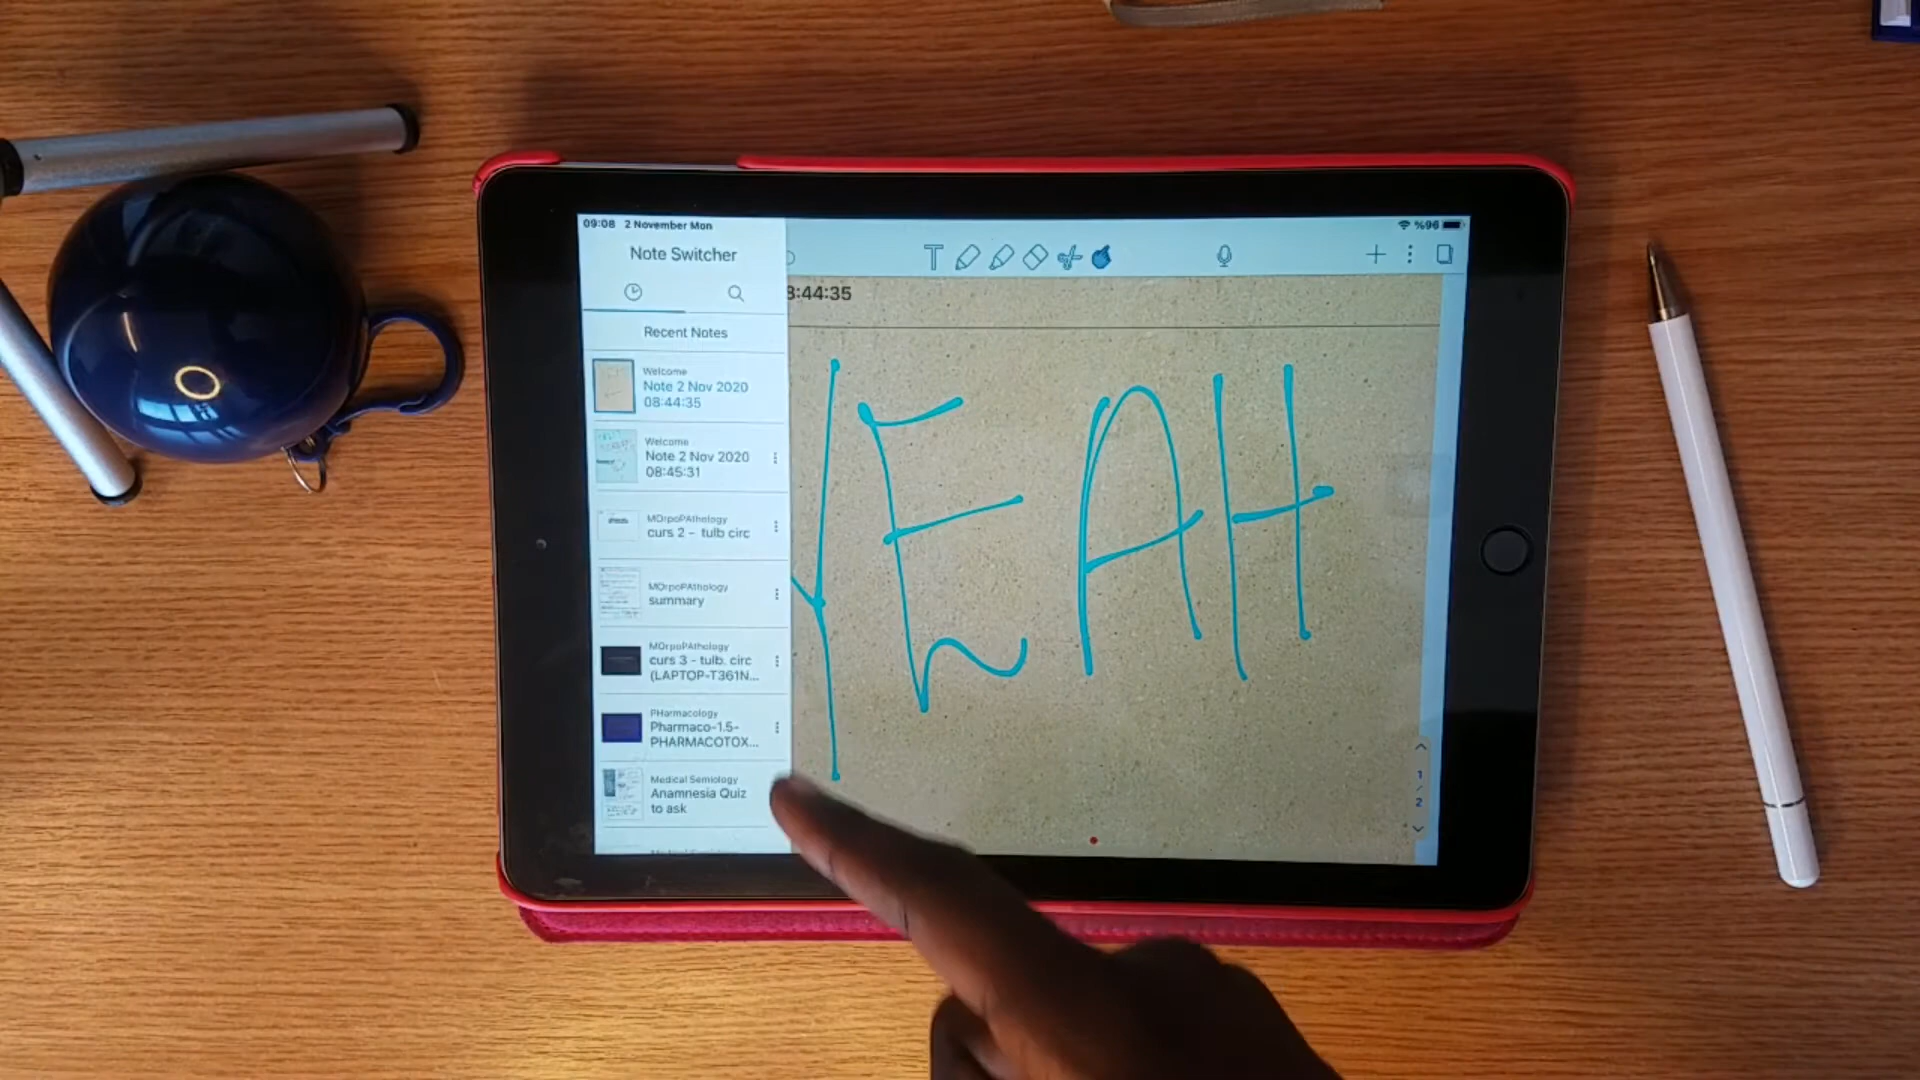 09:08 2 November Mon
%96
Note Switcher
8:44:35
Recent Notes
Welcome
Note 2 Nov 2020
08:44:35
Welcome
Note 2 Nov 2020
08:45:31
MOrpoPAthology
curs 2 - tulb circ
MOrpoPAthology
summary
MOrpoPAthology
curs 3 - tulb. circ
(LAPTOP-T361N...
PHarmacology
Pharmaco-1.5-
PHARMACOTOX...
Medical Semiology
Anamnesia Quiz
to ask
YEAH
1
/
2